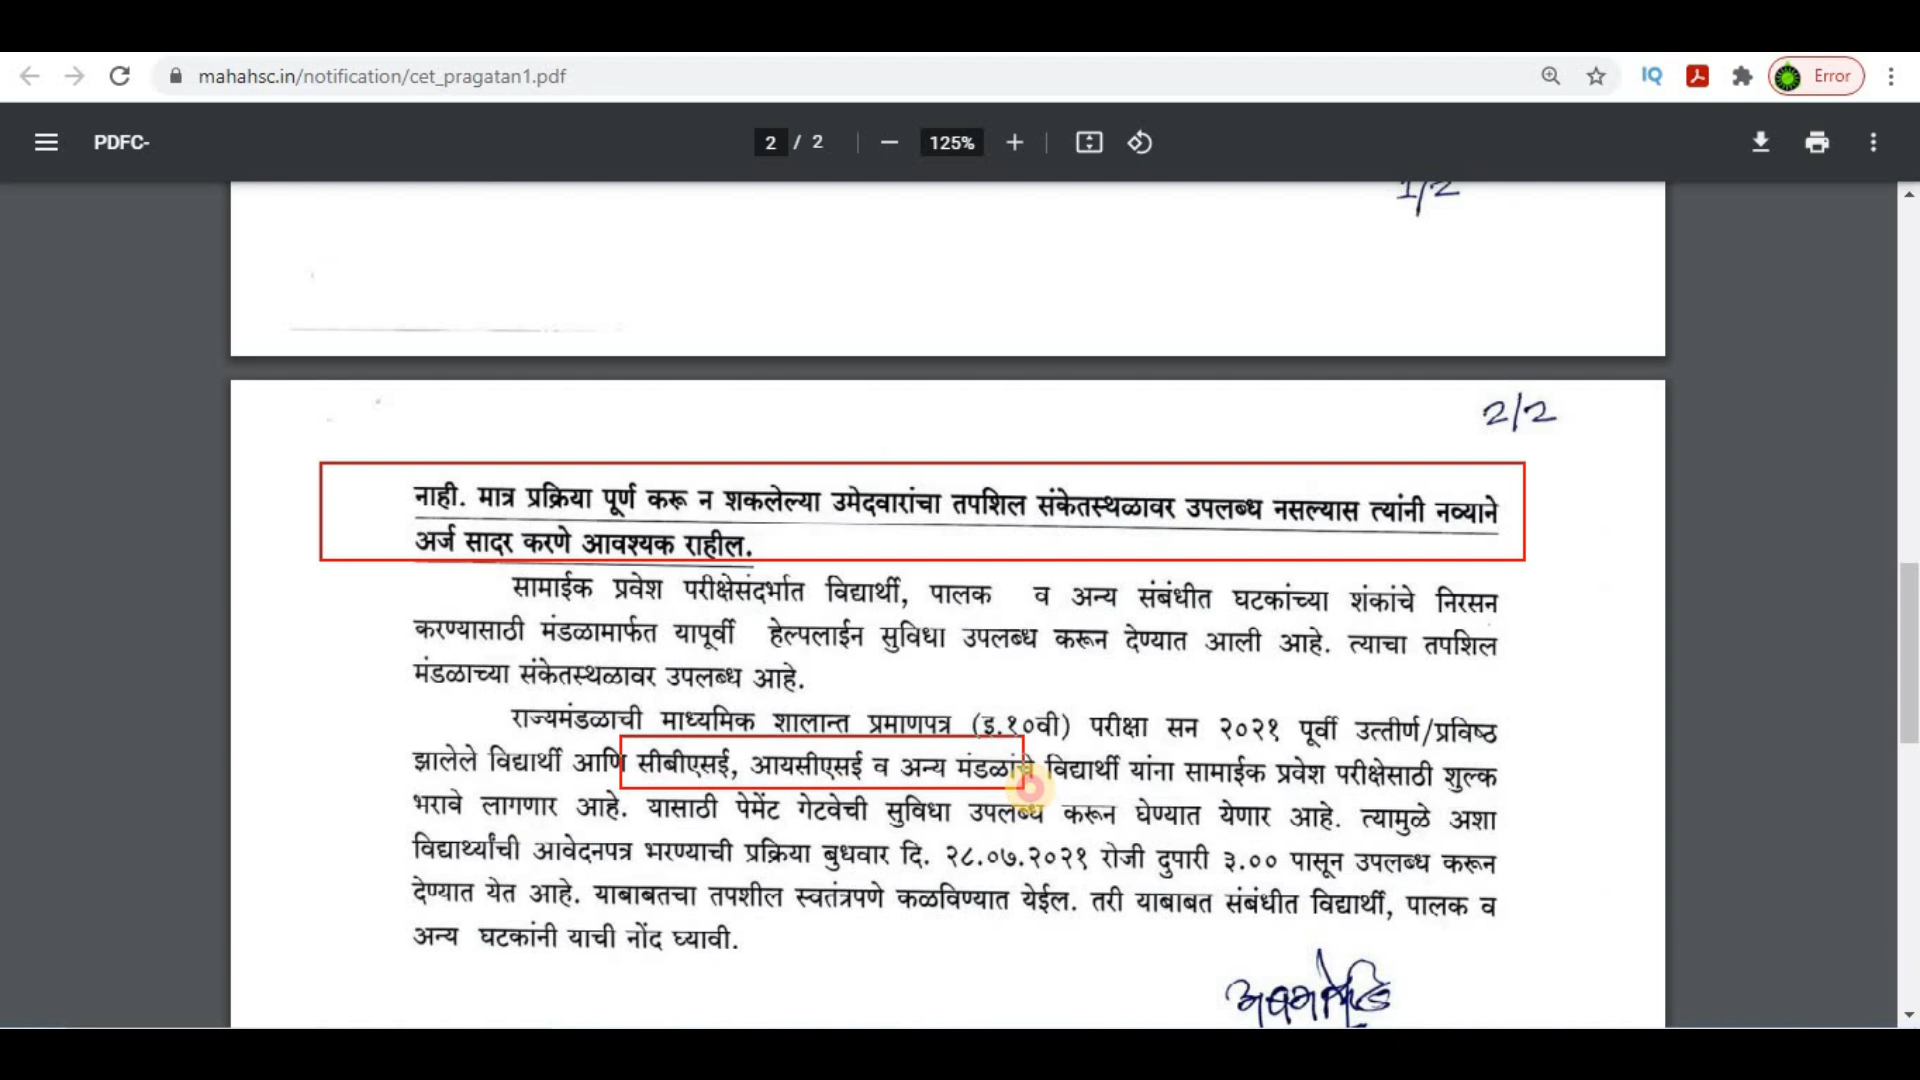 mahahsc.in/notification/cet_pragatan1.pdf
IQ
Error
PDFC-
2 / 2
125%
1/2
2/2
नाही. मात्र प्रक्रिया पूर्ण करू न शकलेल्या उमेदवारांचा तपशिल संकेतस्थळावर उपलब्ध नसल्यास त्यांनी नव्याने
अर्ज सादर करणे आवश्यक राहील.
सामाईक प्रवेश परीक्षेसंदर्भात विद्यार्थी, पालक व अन्य संबंधीत घटकांच्या शंकांचे निरसन
करण्यासाठी मंडळामार्फत यापूर्वी हेल्पलाईन सुविधा उपलब्ध करून देण्यात आली आहे. त्याचा तपशिल
मंडळाच्या संकेतस्थळावर उपलब्ध आहे.
राज्यमंडळाची माध्यमिक शालान्त प्रमाणपत्र (इ.१०वी) परीक्षा सन २०२१ पूर्वी उत्तीर्ण/प्रविष्ठ
झालेले विद्यार्थी आणि सीबीएसई, आयसीएसई व अन्य मंडळांचे विद्यार्थी यांना सामाईक प्रवेश परीक्षेसाठी शुल्क
भरावे लागणार आहे. यासाठी पेमेंट गेटवेची सुविधा उपलब्ध करून घेण्यात येणार आहे. त्यामुळे अशा
विद्यार्थ्यांची आवेदनपत्र भरण्याची प्रक्रिया बुधवार दि. २८.०७.२०२१ रोजी दुपारी ३.०० पासून उपलब्ध करून
देण्यात येत आहे. याबाबतचा तपशील स्वतंत्रपणे कळविण्यात येईल. तरी याबाबत संबंधीत विद्यार्थी, पालक व
अन्य घटकांनी याची नोंद घ्यावी.